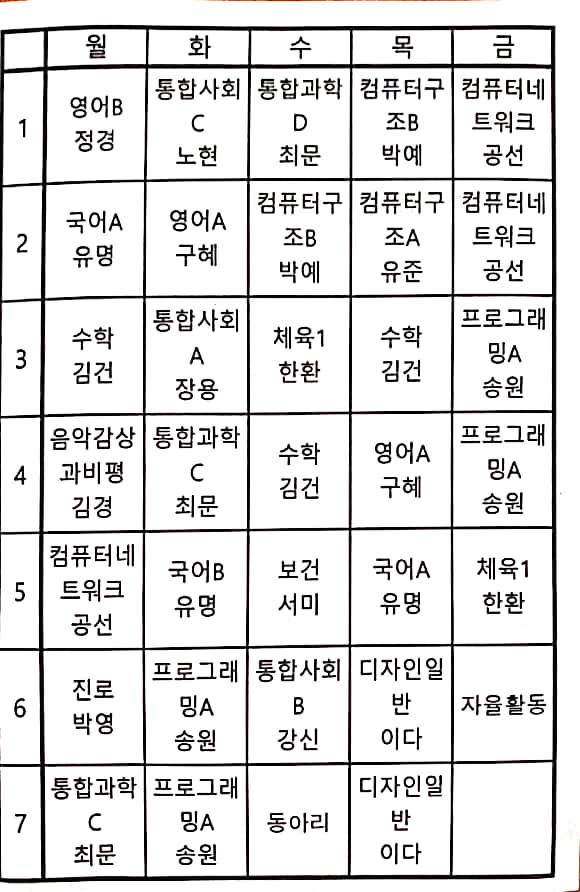 월 화 수 목 금
1
영어B
정경
통합사회
C
노현
통합과학
D
최문
컴퓨터구
조B
박예
컴퓨터네
트워크
공선
2
국어A
유명
영어A
구혜
컴퓨터구
조B
박예
컴퓨터구
조A
유준
컴퓨터네
트워크
공선
3
수학
김건
통합사회
A
장용
체육1
한환
수학
김건
프로그래
밍A
송원
4
음악감상
과비평
김경
통합과학
C
최문
수학
김건
영어A
구혜
프로그래
밍A
송원
5
컴퓨터네
트워크
공선
국어B
유명
보건
서미
국어A
유명
체육1
한환
6
진로
박영
프로그래
밍A
송원
통합사회
B
강신
디자인일
반
이다
자율활동
7
통합과학
C
최문
프로그래
밍A
송원
동아리
디자인일
반
이다